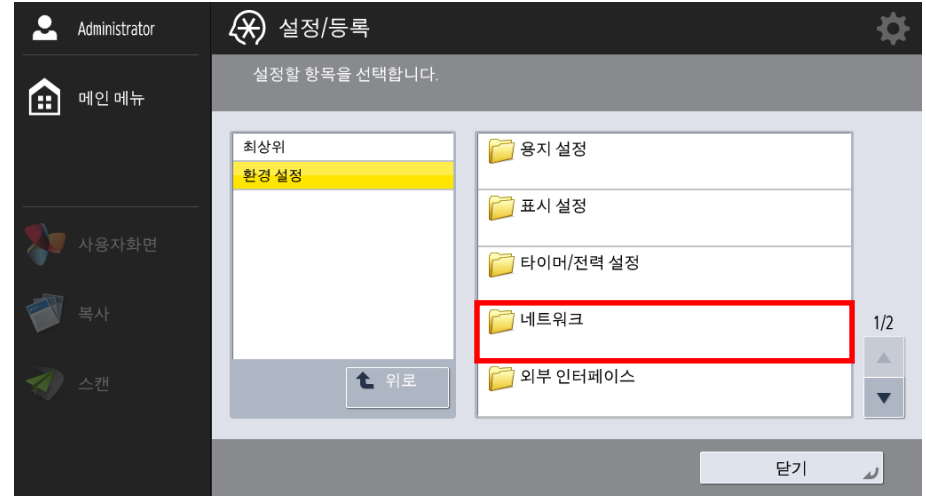 Administrator
설정/등록
설정할 항목을 선택합니다.
메인 메뉴
사용자화면
복사
스캔
최상위
환경 설정
위로
용지 설정
표시 설정
타이머/전력 설정
네트워크
외부 인터페이스
1/2
닫기